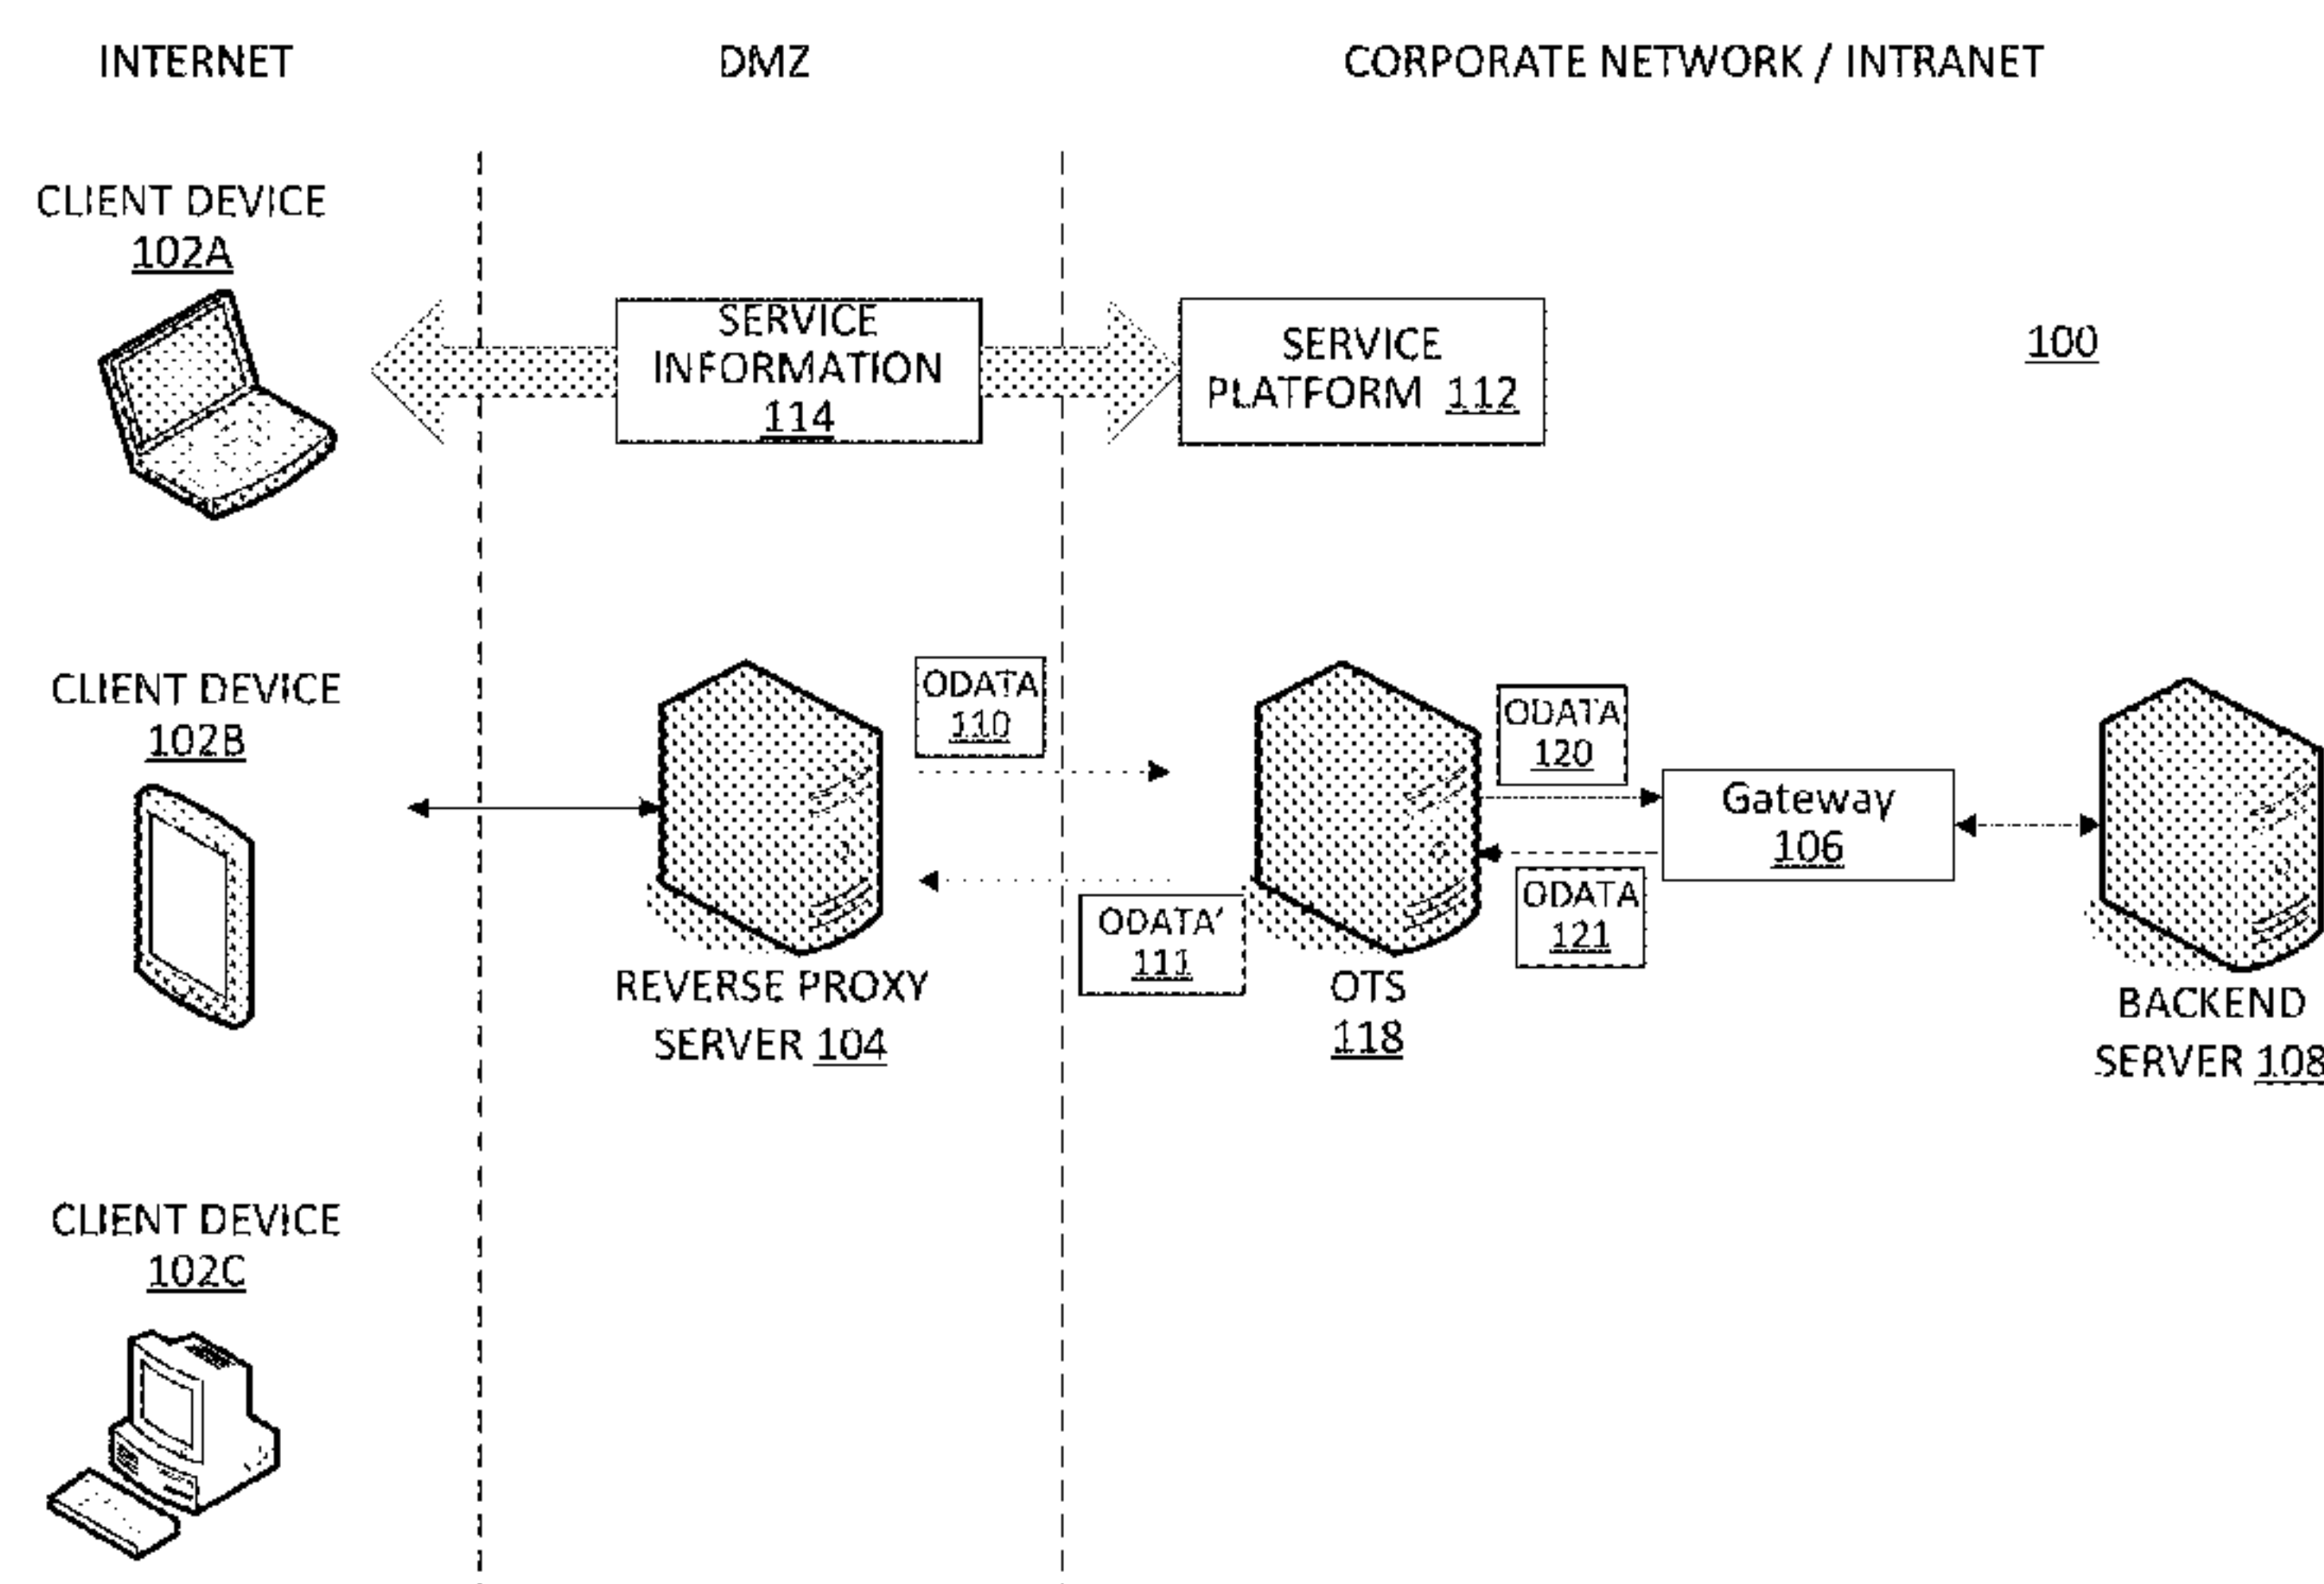 INTERNET
DMZ
CORPORATE NETWORK / INTRANET
CLIENT DEVICE
102A
SERVICE
INFORMATION
114
SERVICE
PLATFORM 112
100
CLIENT DEVICE
102B
ODATA
110
ODATA
120
Gateway
106
ODATA'
111
ODATA
121
REVERSE PROXY
SERVER 104
OTS
118
BACKEND
SERVER 108
CLIENT DEVICE
102C